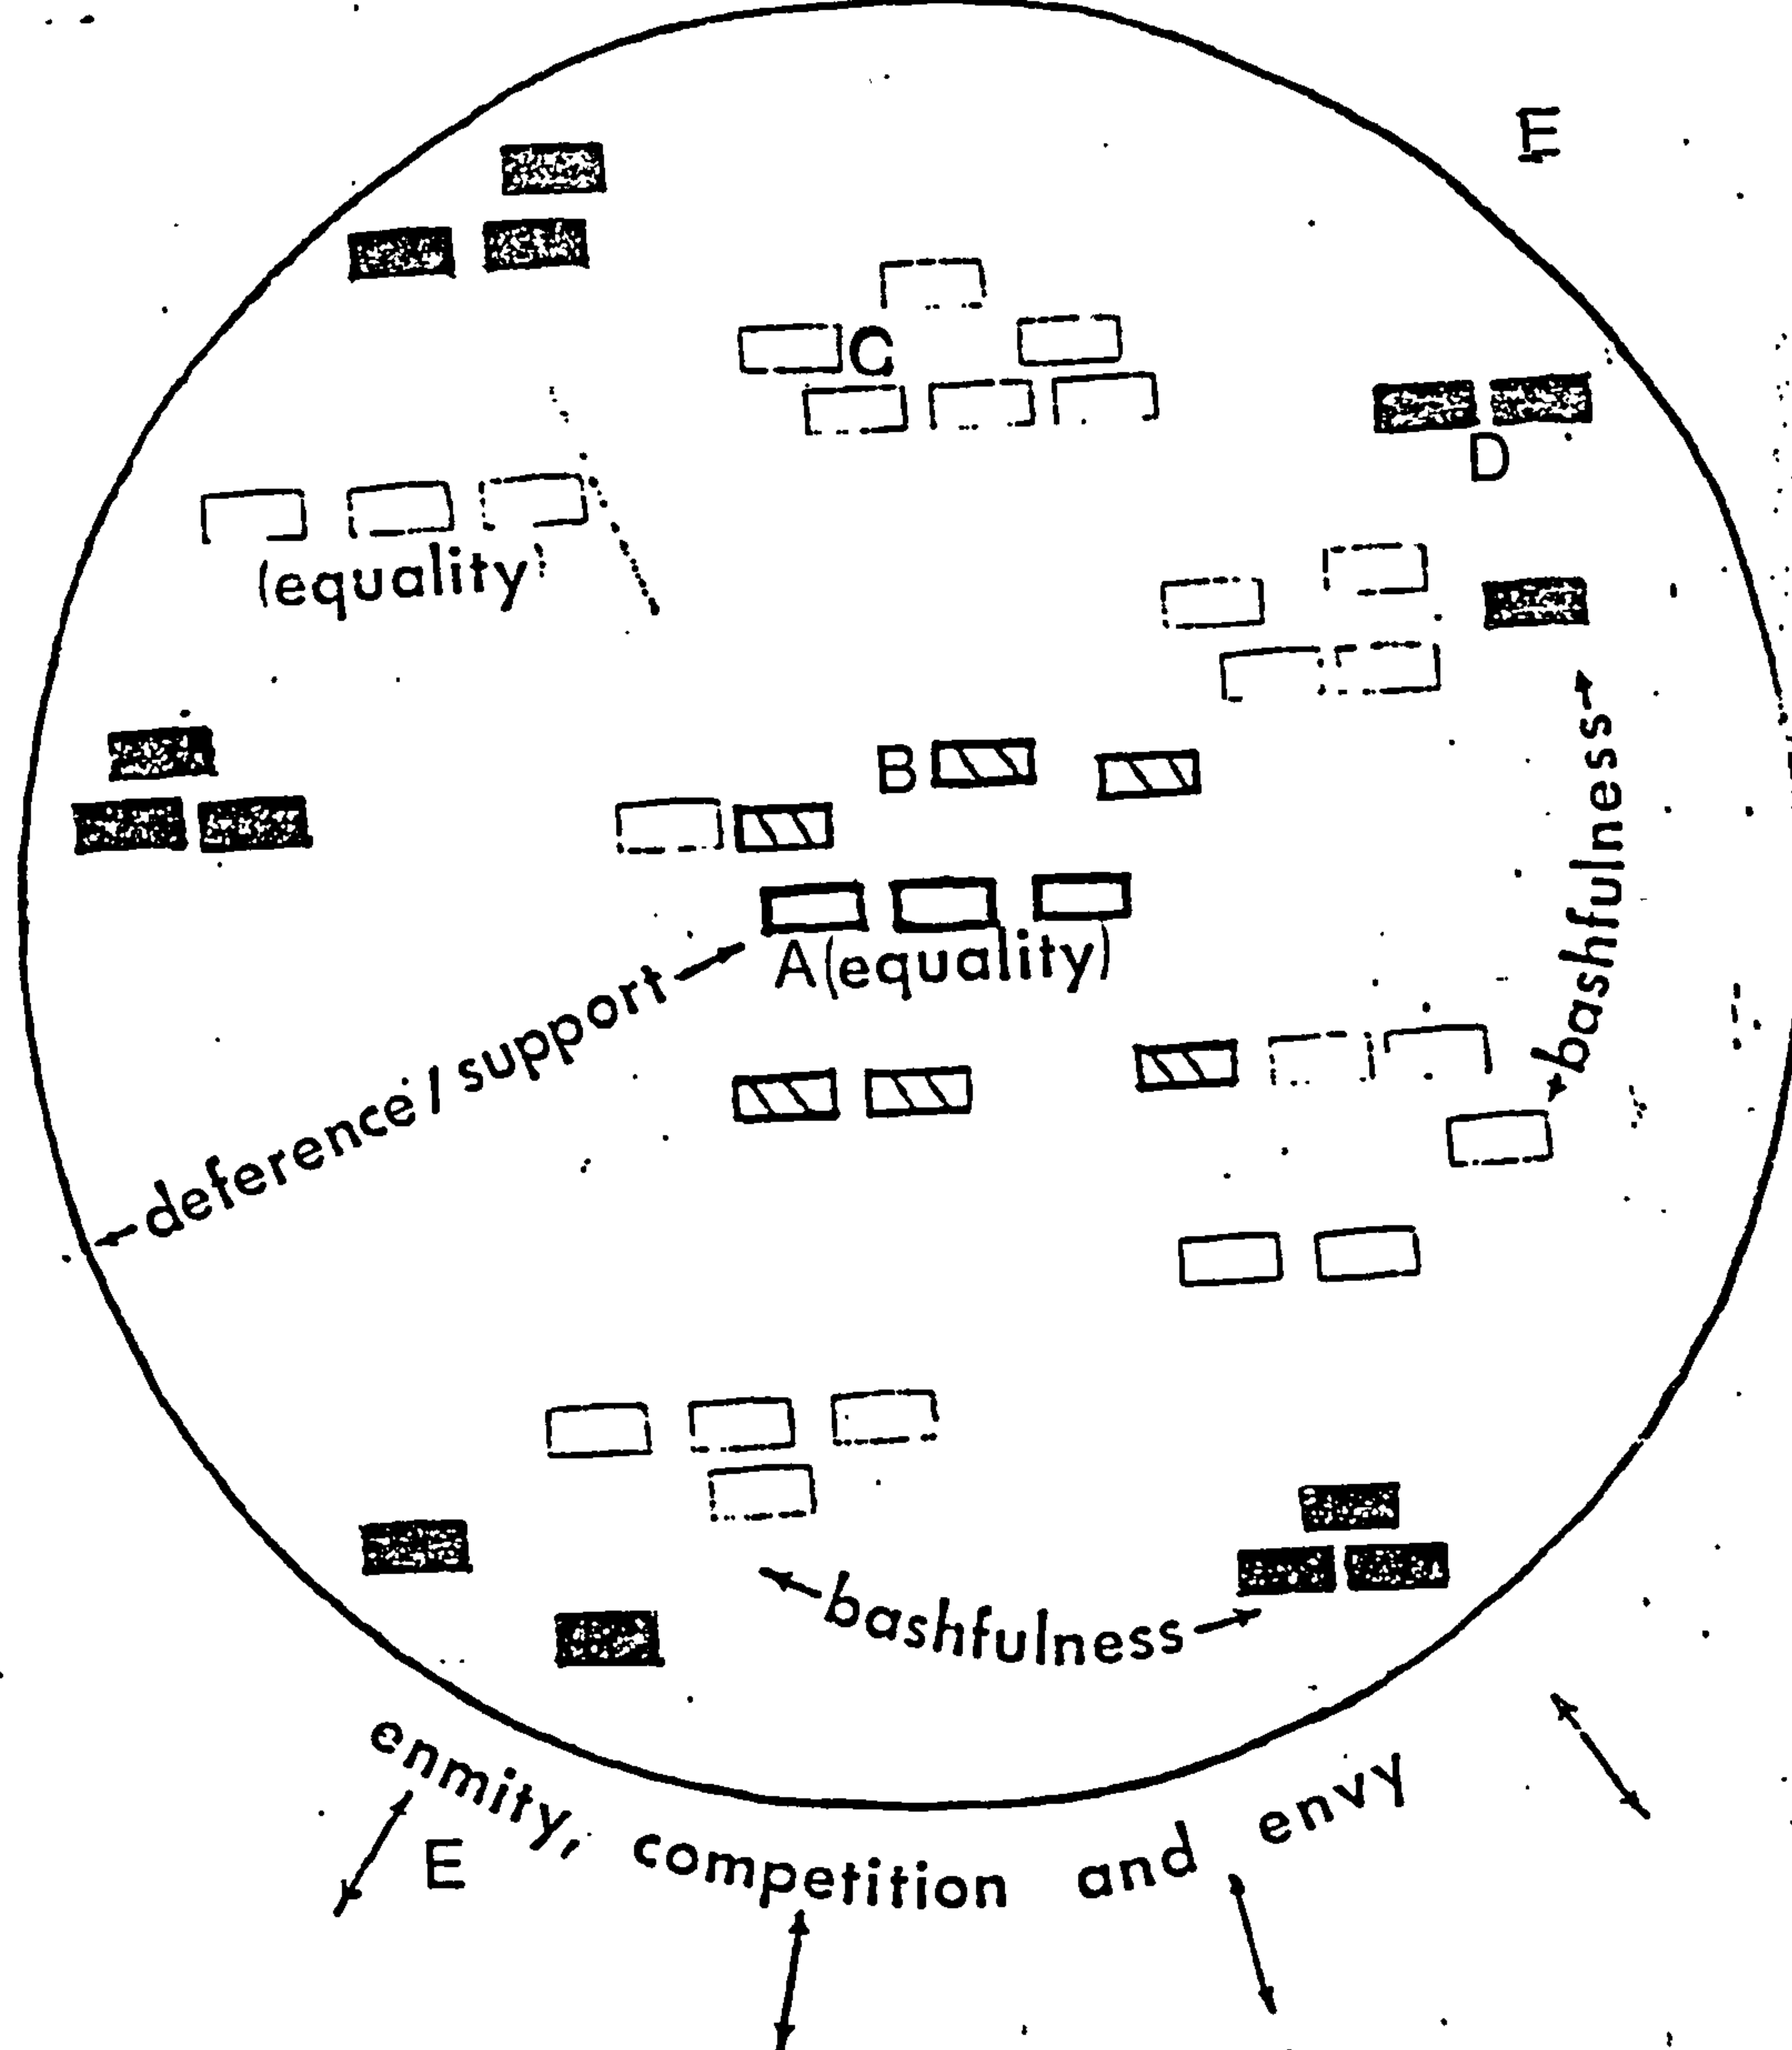 E
C
D
(equality)
B
bashfulness
A(equality)
deference/support
bashfulness
enmity, competition and envy
E